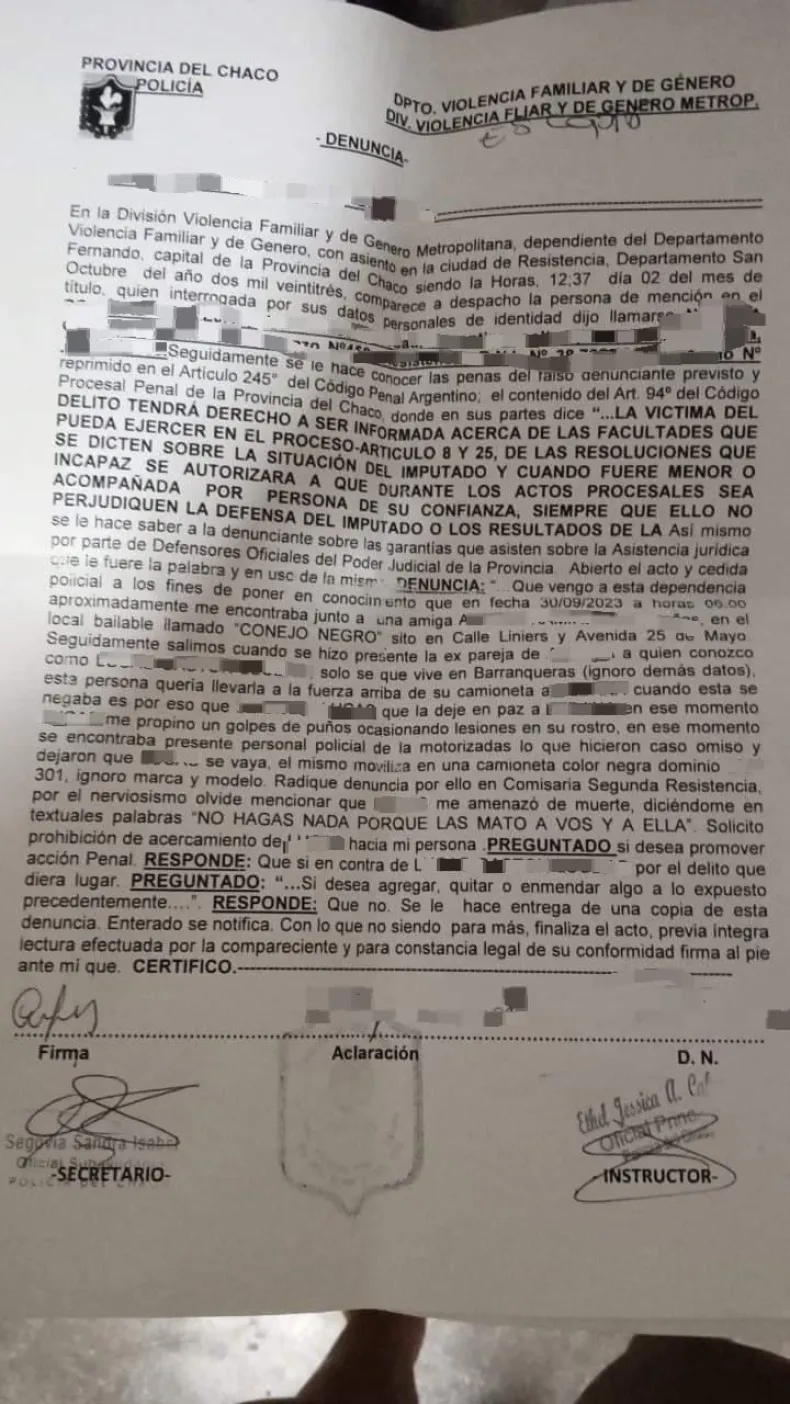 PROVINCIA DEL CHACO
POLICÍA
DPTO. VIOLENCIA FAMILIAR Y DE GÉNERO
DIV. VIOLENCIA FLIAR Y DE GENERO METROP.
ES COPIA
-DENUNCIA-
En la División Violencia Familiar y de Genero Metropolitana, dependiente del Departamento
Violencia Familiar y de Genero, con asiento en la ciudad de Resistencia, Departamento San
Fernando, capital de la Provincia del Chaco siendo la Horas, 12;37 día 02 del mes de
Octubre del año dos mil veintitrés, comparece a despacho la persona de mención en el
título, quien interrogada por sus datos personales de identidad dijo llamarse
Nº
Nº Nº
Seguidamente se le hace conocer las penas del falso denunciante previsto y
reprimido en el Artículo 245° del Código Penal Argentino; el contenido del Art. 94º del Código
Procesal Penal de la Provincia del Chaco, donde en sus partes dice “...LA VICTIMA DEL
DELITO TENDRÁ DERECHO A SER INFORMADA ACERCA DE LAS FACULTADES QUE
PUEDA EJERCER EN EL PROCESO-ARTICULO 8 Y 25, DE LAS RESOLUCIONES QUE
SE DICTEN SOBRE LA SITUACIÓN DEL IMPUTADO Y CUANDO FUERE MENOR O
INCAPAZ SE AUTORIZARA A QUE DURANTE LOS ACTOS PROCESALES SEA
ACOMPAÑADA POR PERSONA DE SU CONFIANZA, SIEMPRE QUE ELLO NO
PERJUDIQUEN LA DEFENSA DEL IMPUTADO O LOS RESULTADOS DE LA Así mismo
se le hace saber a la denunciante sobre las garantías que asisten sobre la Asistencia jurídica
por parte de Defensores Oficiales del Poder Judicial de la Provincia. Abierto el acto y cedida
que le fuere la palabra y en uso de la misma DENUNCIA: “...Que vengo a esta dependencia
policial a los fines de poner en conocimiento que en fecha 30/09/2023 a horas 06:00
aproximadamente me encontraba junto a una amiga A , en el
local bailable llamado “CONEJO NEGRO” sito en Calle Liniers y Avenida 25 de Mayo
Seguidamente salimos cuando se hizo presente la ex pareja de a quien conozco
como , solo se que vive en Barranqueras (ignoro demás datos),
esta persona quería llevarla a la fuerza arriba de su camioneta a cuando esta se
negaba es por eso que que la deje en paz a en ese momento
me propino un golpes de puños ocasionando lesiones en su rostro, en ese momento
se encontraba presente personal policial de la motorizadas lo que hicieron caso omiso y
dejaron que se vaya, el mismo moviliza en una camioneta color negra dominio
301, ignoro marca y modelo. Radique denuncia por ello en Comisaria Segunda Resistencia,
por el nerviosismo olvide mencionar que me amenazó de muerte, diciéndome en
textuales palabras “NO HAGAS NADA PORQUE LAS MATO A VOS Y A ELLA”. Solicito
prohibición de acercamiento de hacia mi persona .PREGUNTADO si desea promover
acción Penal. RESPONDE: Que si en contra de L por el delito que
diera lugar. PREGUNTADO: “...Si desea agregar, quitar o enmendar algo a lo expuesto
precedentemente....”. RESPONDE: Que no. Se le hace entrega de una copia de esta
denuncia. Enterado se notifica. Con lo que no siendo para más, finaliza el acto, previa integra
lectura efectuada por la compareciente y para constancia legal de su conformidad firma al pie
ante mí que. CERTIFICO.-
Firma Aclaración D. N.
Segovia Sandra Isabel
Oficial
-SECRETARIO-
Ethel Jessica A.
Oficial Princ.
-INSTRUCTOR-